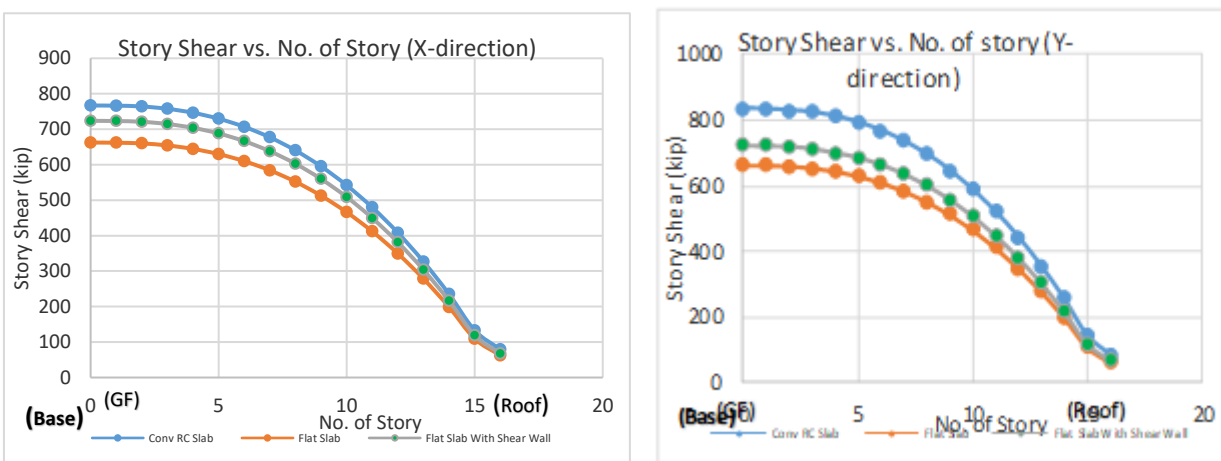 Story Shear vs. No. of Story (X-direction)
900
800
700
600
500
400
300
200
100
0
Story Shear (kip)
0 5 10 15 20
(Base) (GF) (Roof)
No. of Story
Conv RC Slab Flat Slab Flat Slab With Shear Wall
Story Shear vs. No. of story (Y-
direction)
1000
800
600
400
200
0
Story Shear (kip)
0 5 10 15 20
(Base) (GF) (Roof)
No. of Story
Conv RC Slab Flat Slab Flat Slab With Shear Wall